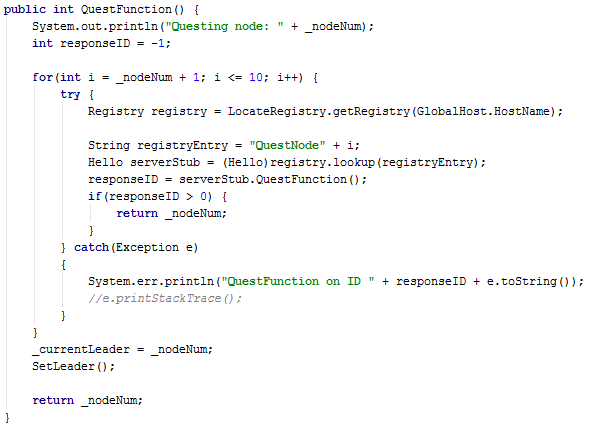 public int QuestFunction() {
    System.out.println("Questing node: " + _nodeNum);
    int responseID = -1;

    for(int i = _nodeNum + 1; i <= 10; i++) {
        try {
            Registry registry = LocateRegistry.getRegistry(GlobalHost.HostName);

            String registryEntry = "QuestNode" + i;
            Hello serverStub = (Hello)registry.lookup(registryEntry);
            responseID = serverStub.QuestFunction();
            if(responseID > 0) {
                return _nodeNum;
            }
        } catch(Exception e)
        {
            System.err.println("QuestFunction on ID " + responseID + e.toString());
            //e.printStackTrace();
        }
    }
    _currentLeader = _nodeNum;
    SetLeader();

    return _nodeNum;
}